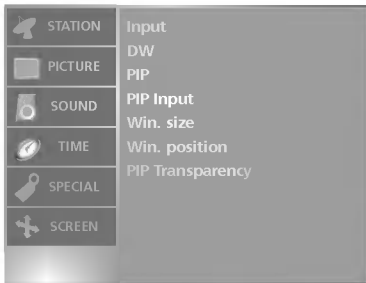 STATION
PICTURE
SOUND
TIME
SPECIAL
SCREEN
Input
DW
PIP
PIP Input
Win. size
Win. position
PIP Transparency